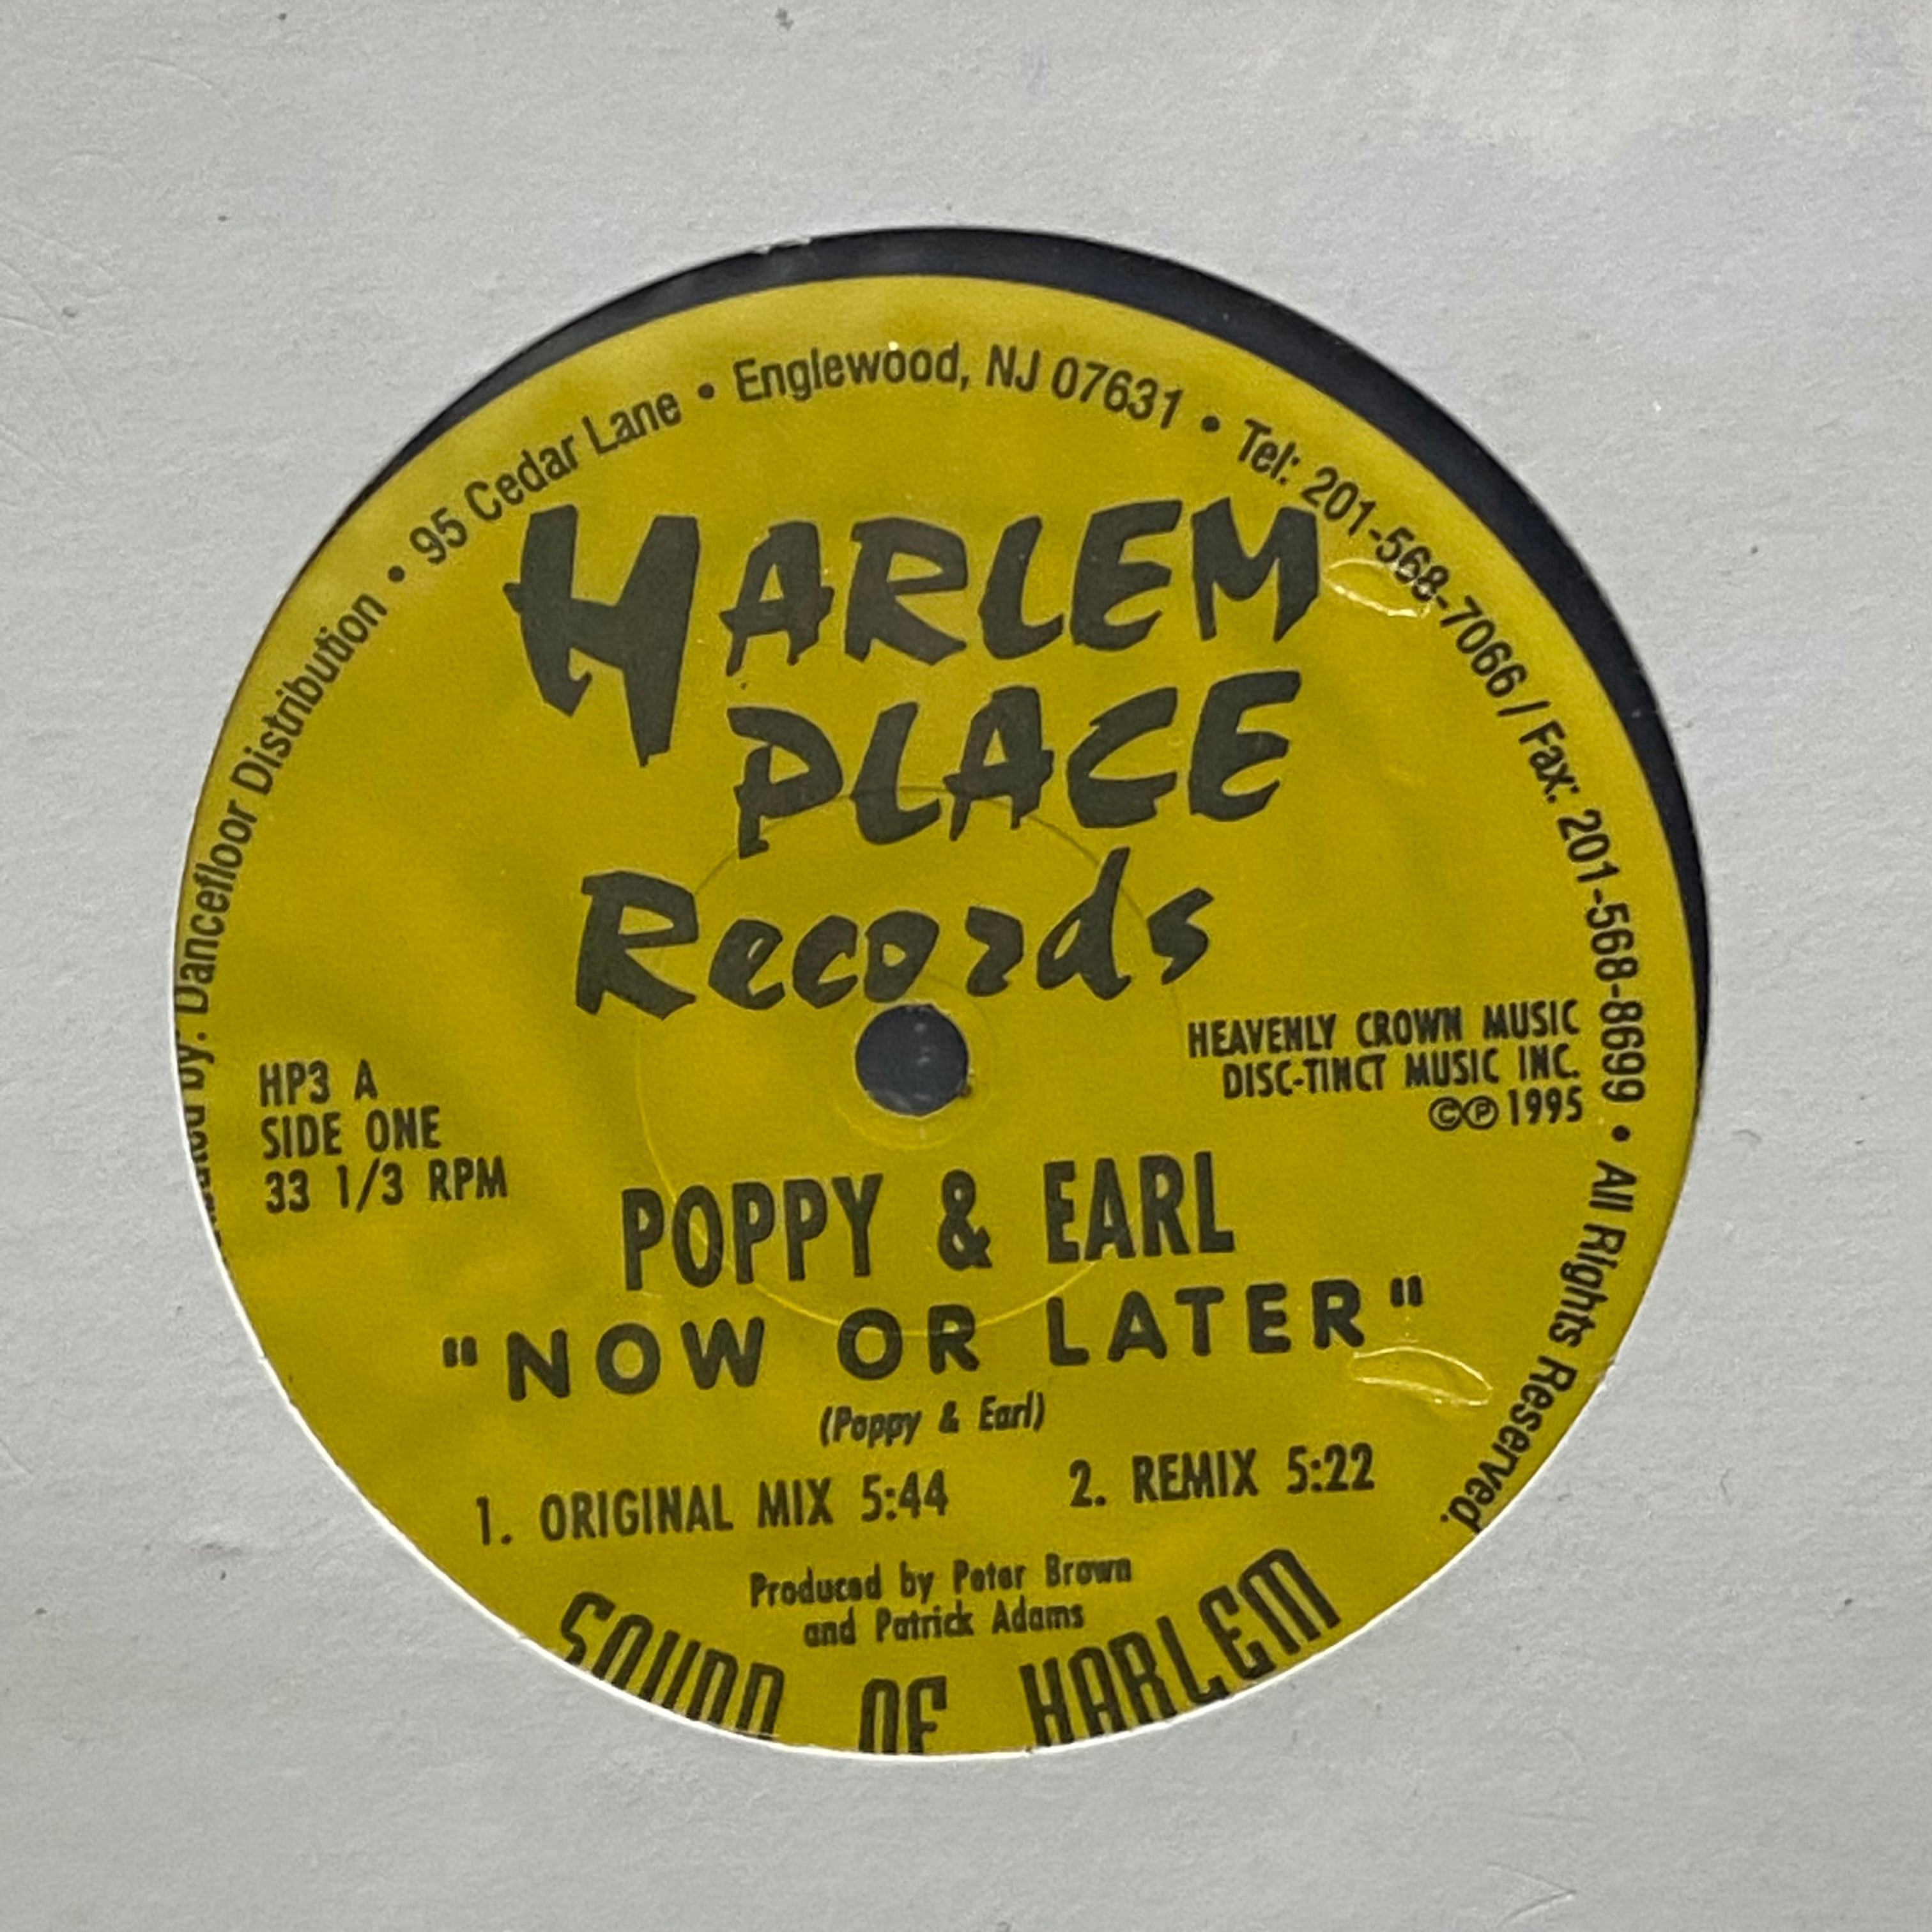 Dancefloor Distribution • 95 Cedar Lane • Englewood, NJ 07631 • Tel: 201-568-7066 / Fax: 201-568-8699 • All Rights Reserved.
HARLEM
PLACE
Records
HP3 A
SIDE ONE
33 1/3 RPM
HEAVENLY CROWN MUSIC
DISC-TINCT MUSIC INC.
©℗ 1995
POPPY & EARL
"NOW OR LATER"
(Poppy & Earl)
1. ORIGINAL MIX 5:44 2. REMIX 5:22
Produced by Peter Brown
and Patrick Adams
SOUND OF HARLEM